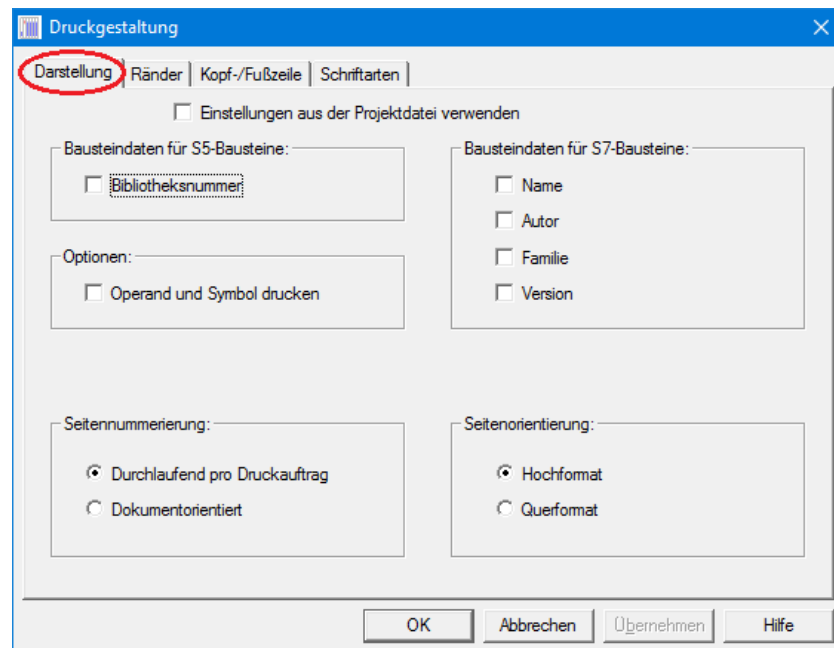 Druckgestaltung
Darstellung Ränder Kopf-/Fußzeile Schriftarten
Einstellungen aus der Projektdatei verwenden
Bausteindaten für S5-Bausteine:
Bibliotheksnummer
Optionen:
Operand und Symbol drucken
Bausteindaten für S7-Bausteine:
Name
Autor
Familie
Version
Seitennummerierung:
Durchlaufend pro Druckauftrag
Dokumentorientiert
Seitenorientierung:
Hochformat
Querformat
OK Abbrechen Übernehmen Hilfe